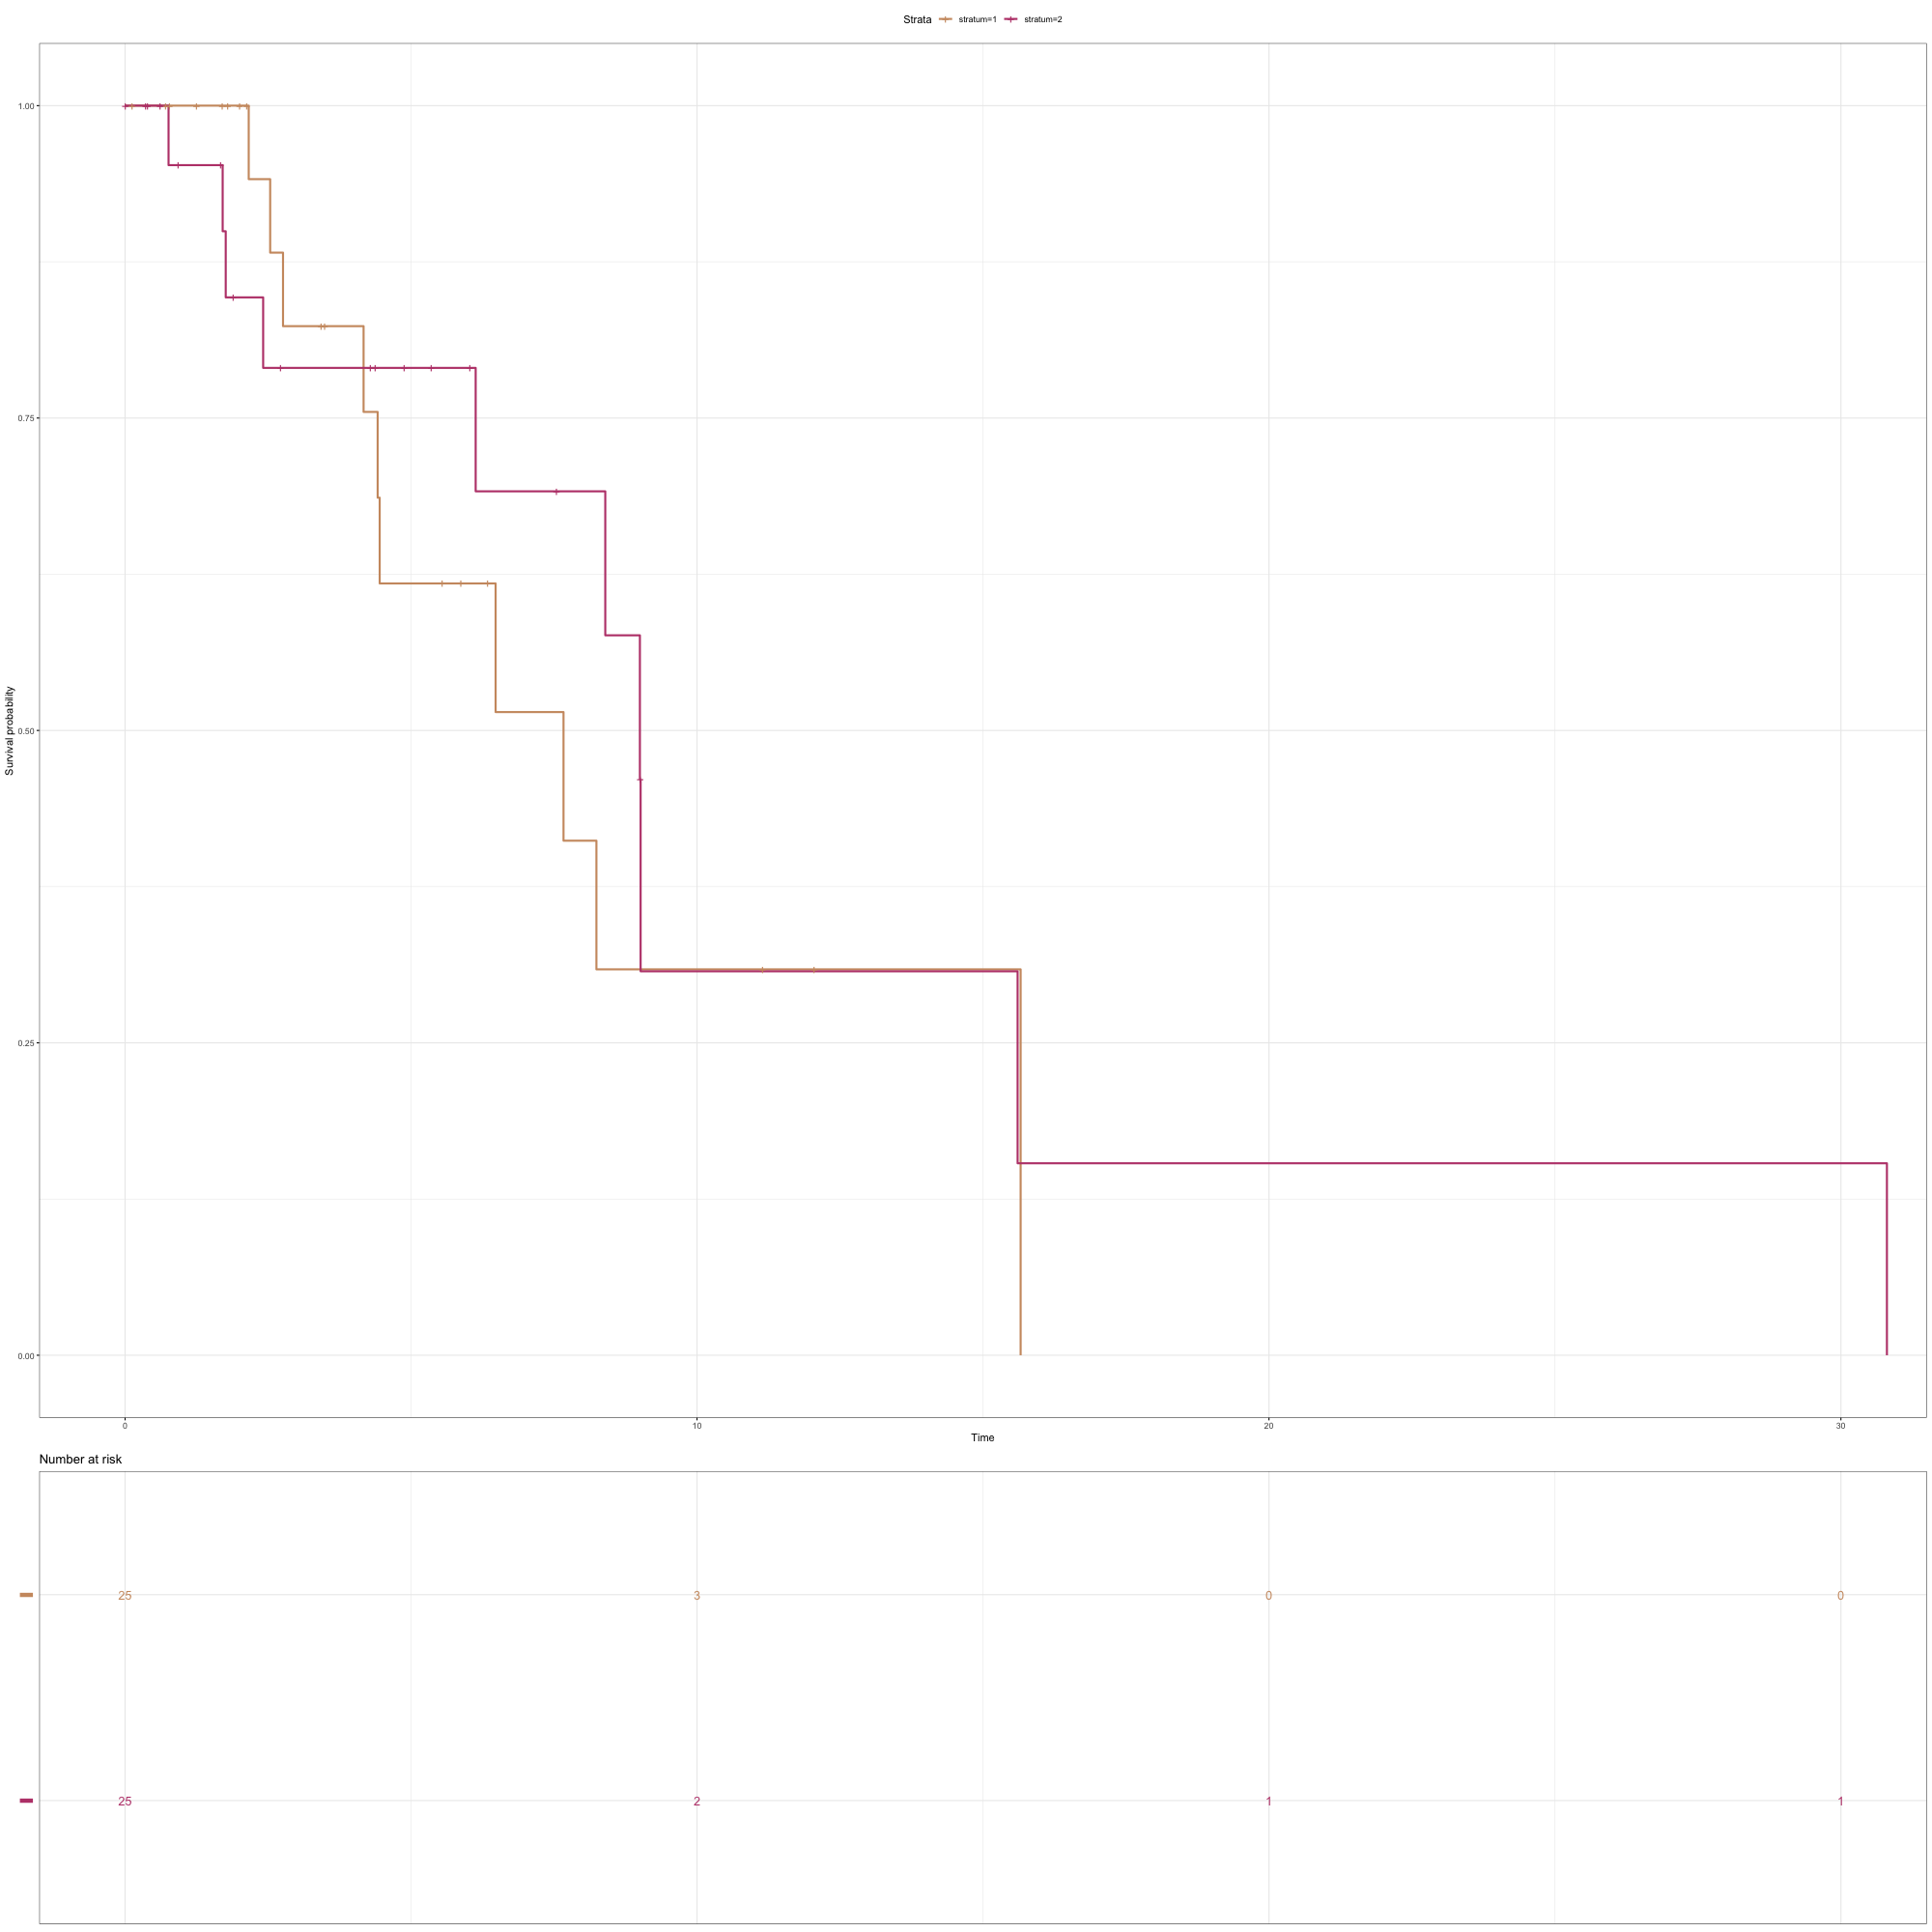 Strata stratum=1 stratum=2
1.00
0.75
0.50
0.25
0.00
Survival probability
0 10 20 30
Time
Number at risk
25 3 0 0
25 2 1 1